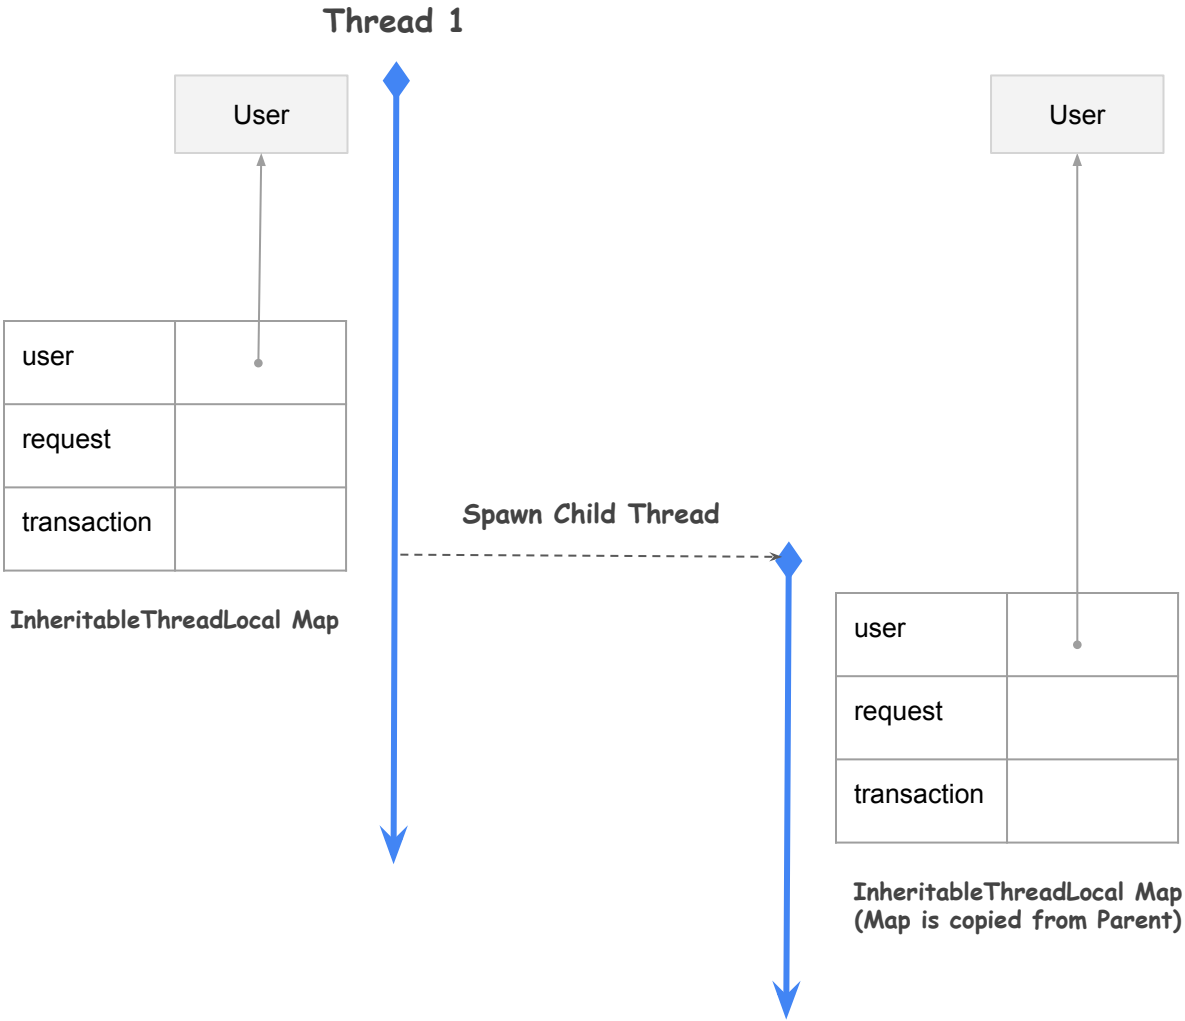 Thread 1
User
User
user
request
transaction
InheritableThreadLocal Map
Spawn Child Thread
user
request
transaction
InheritableThreadLocal Map
(Map is copied from Parent)